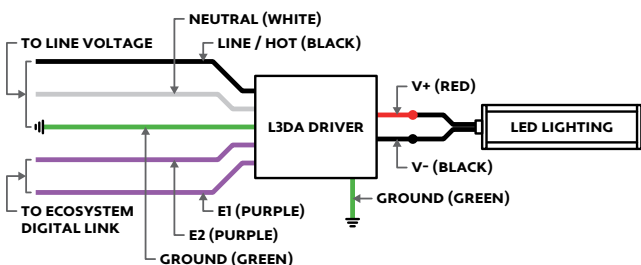 NEUTRAL (WHITE)
TO LINE VOLTAGE
LINE / HOT (BLACK)
V+ (RED)
L3DA DRIVER
LED LIGHTING
V- (BLACK)
GROUND (GREEN)
TO ECOSYSTEM
DIGITAL LINK
E1 (PURPLE)
E2 (PURPLE)
GROUND (GREEN)